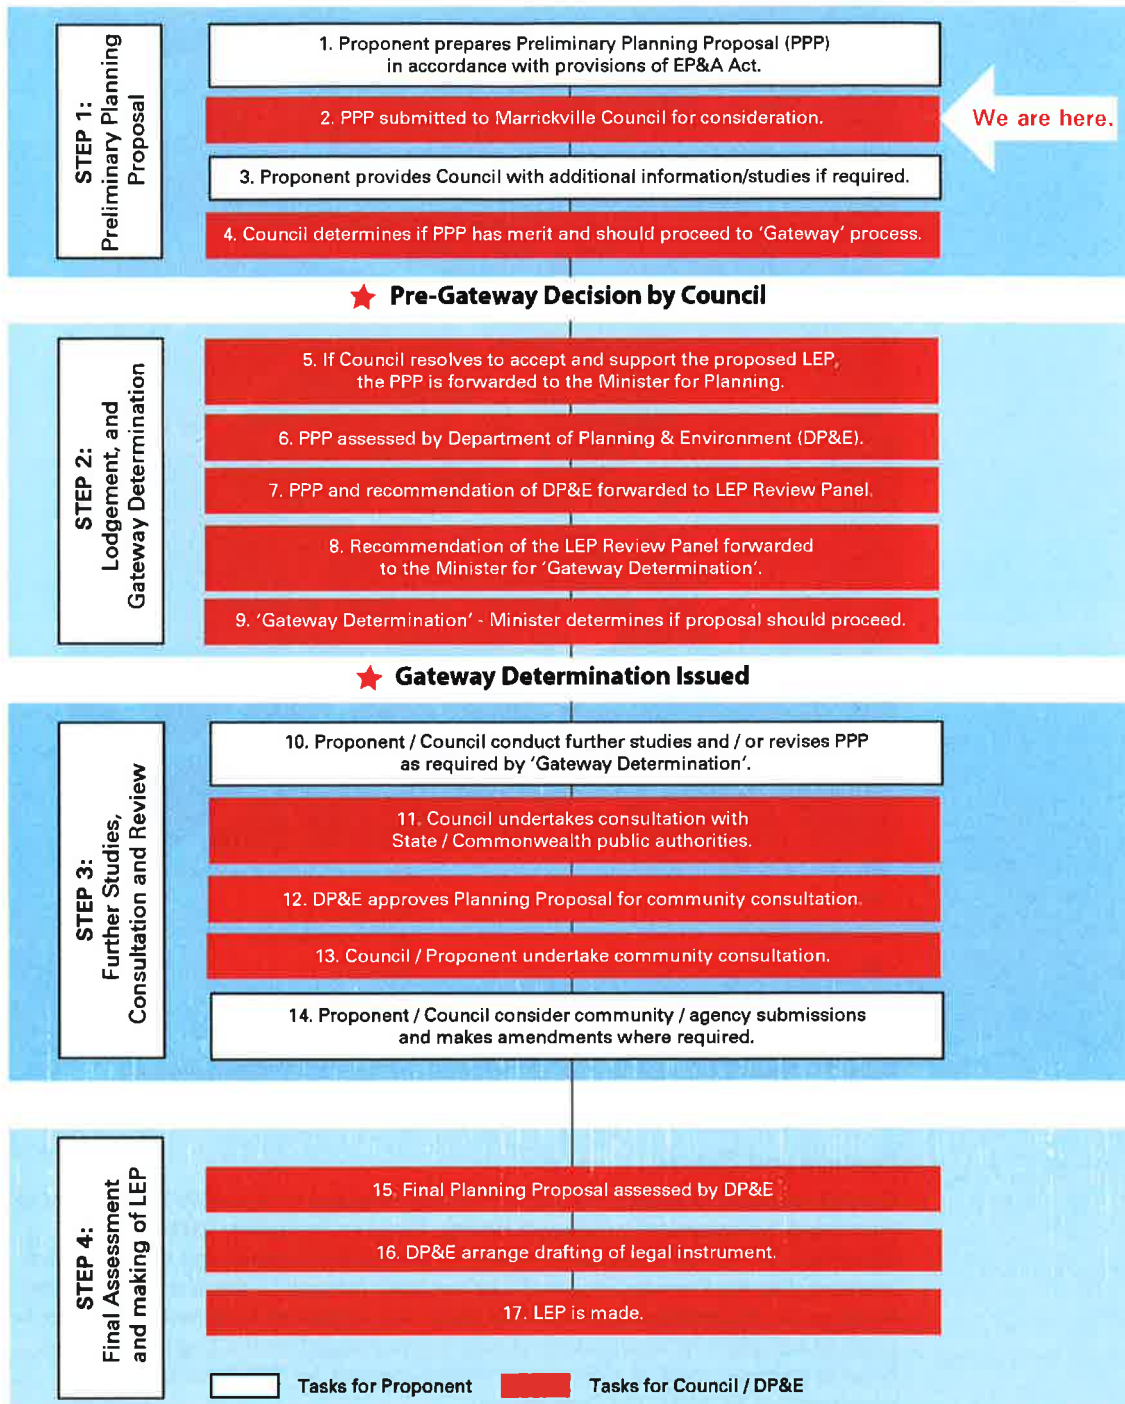 STEP 1:
Preliminary Planning
Proposal
1. Proponent prepares Preliminary Planning Proposal (PPP)
in accordance with provisions of EP&A Act.
2. PPP submitted to Marrickville Council for consideration.
We are here.
3. Proponent provides Council with additional information/studies if required.
4. Council determines if PPP has merit and should proceed to ‘Gateway’ process.
★ Pre-Gateway Decision by Council
STEP 2:
Lodgement, and
Gateway Determination
5. If Council resolves to accept and support the proposed LEP,
the PPP is forwarded to the Minister for Planning.
6. PPP assessed by Department of Planning & Environment (DP&E).
7. PPP and recommendation of DP&E forwarded to LEP Review Panel.
8. Recommendation of the LEP Review Panel forwarded
to the Minister for ‘Gateway Determination’.
9. ‘Gateway Determination’ - Minister determines if proposal should proceed.
★ Gateway Determination Issued
STEP 3:
Further Studies,
Consultation and Review
10. Proponent / Council conduct further studies and / or revises PPP
as required by ‘Gateway Determination’.
11. Council undertakes consultation with
State / Commonwealth public authorities.
12. DP&E approves Planning Proposal for community consultation.
13. Council / Proponent undertake community consultation.
14. Proponent / Council consider community / agency submissions
and makes amendments where required.
STEP 4:
Final Assessment
and making of LEP
15. Final Planning Proposal assessed by DP&E
16. DP&E arrange drafting of legal instrument.
17. LEP is made.
Tasks for Proponent
Tasks for Council / DP&E